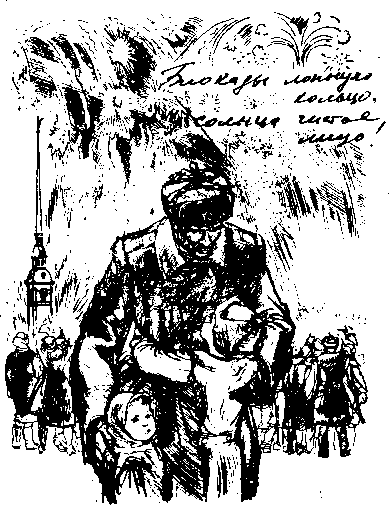 Блокады лопнуло
кольцо.
И солнца чистое,
лицо.